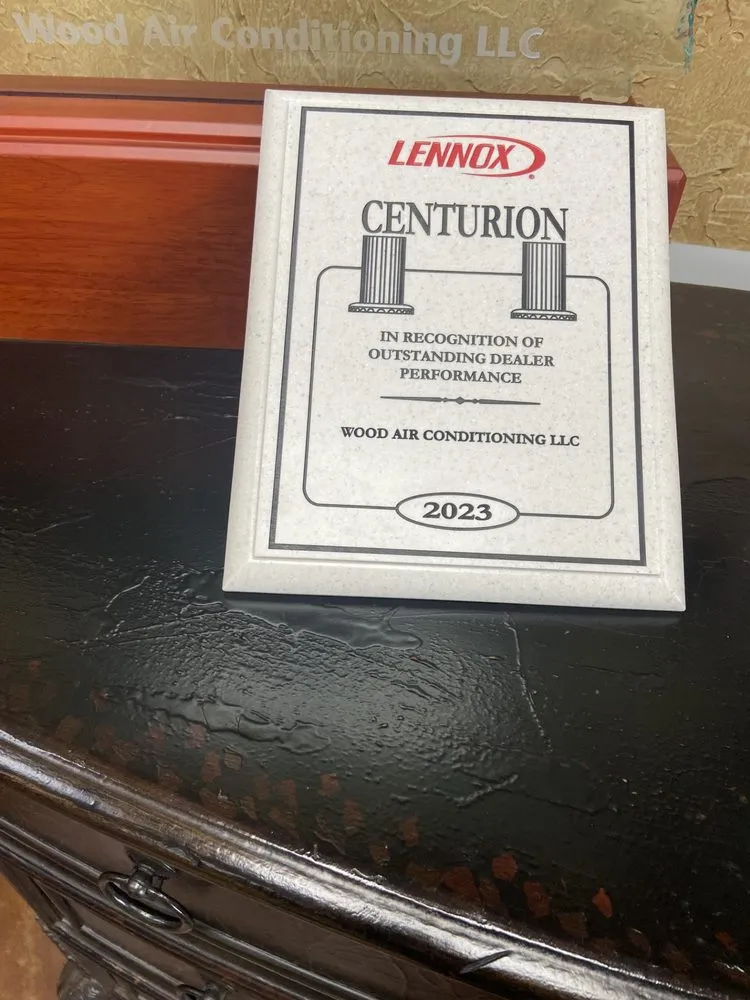 Wood Air Conditioning LLC
LENNOX
CENTURION
IN RECOGNITION OF
OUTSTANDING DEALER
PERFORMANCE
WOOD AIR CONDITIONING LLC
2023